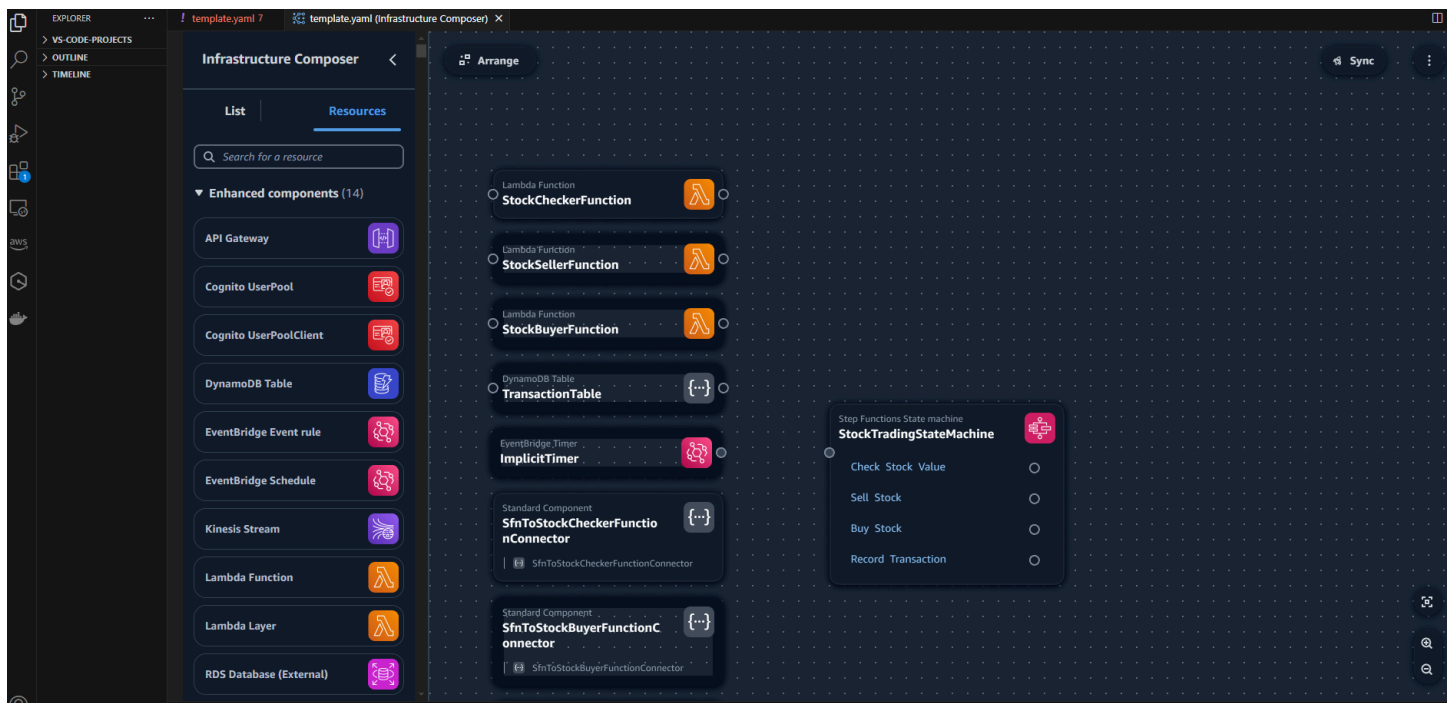 EXPLORER
···
! template.yaml 7
template.yaml (Infrastructure Composer) ×
> VS-CODE-PROJECTS
> OUTLINE
> TIMELINE
1
aws
Infrastructure Composer
List
Resources
Search for a resource
Enhanced components (14)
API Gateway
Cognito UserPool
Cognito UserPoolClient
DynamoDB Table
EventBridge Event rule
EventBridge Schedule
Kinesis Stream
Lambda Function
Lambda Layer
RDS Database (External)
Arrange
Sync
Lambda Function
StockCheckerFunction
Lambda Function
StockSellerFunction
Lambda Function
StockBuyerFunction
DynamoDB Table
TransactionTable
{···}
EventBridge Timer
ImplicitTimer
Standard Component
SfnToStockCheckerFunctio
nConnector
{···}
SfnToStockCheckerFunctionConnector
Standard Component
SfnToStockBuyerFunctionC
onnector
{···}
SfnToStockBuyerFunctionConnector
Step Functions State machine
StockTradingStateMachine
Check Stock Value
Sell Stock
Buy Stock
Record Transaction